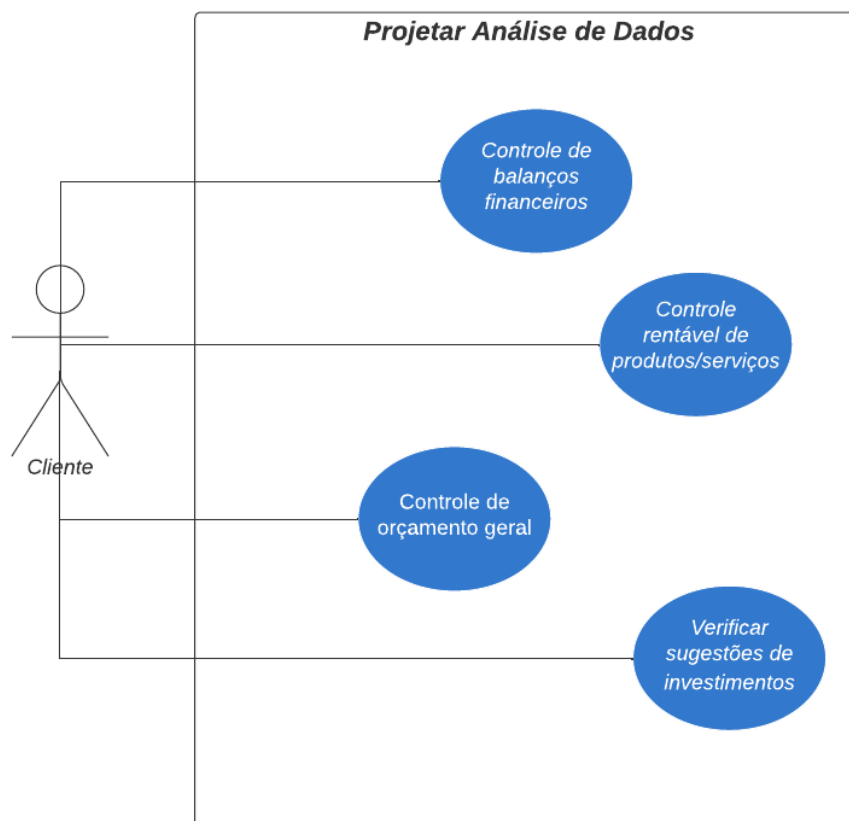 Projetar Análise de Dados
Controle de
balanços
financeiros
Controle
rentável de
produtos/serviços
Cliente
Controle de
orçamento geral
Verificar
sugestões de
investimentos